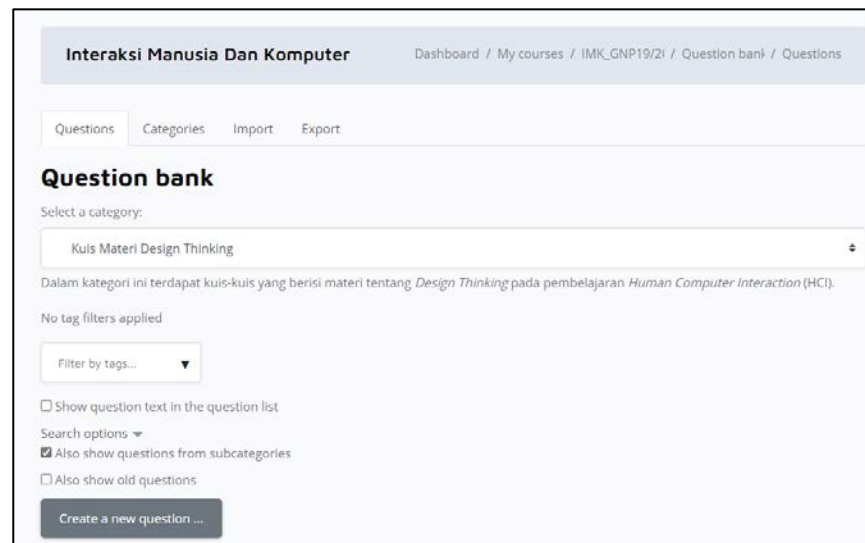 Interaksi Manusia Dan Komputer
Dashboard / My courses / IMK_GNP19/2 / Question bank / Questions
Questions Categories Import Export
Question bank
Select a category:
Kuis Materi Design Thinking
Dalam kategori ini terdapat kuis-kuis yang berisi materi tentang Design Thinking pada pembelajaran Human Computer Interaction (HCI).
No tag filters applied
Filter by tags...
Show question text in the question list
Search options
Also show questions from subcategories
Also show old questions
Create a new question ...